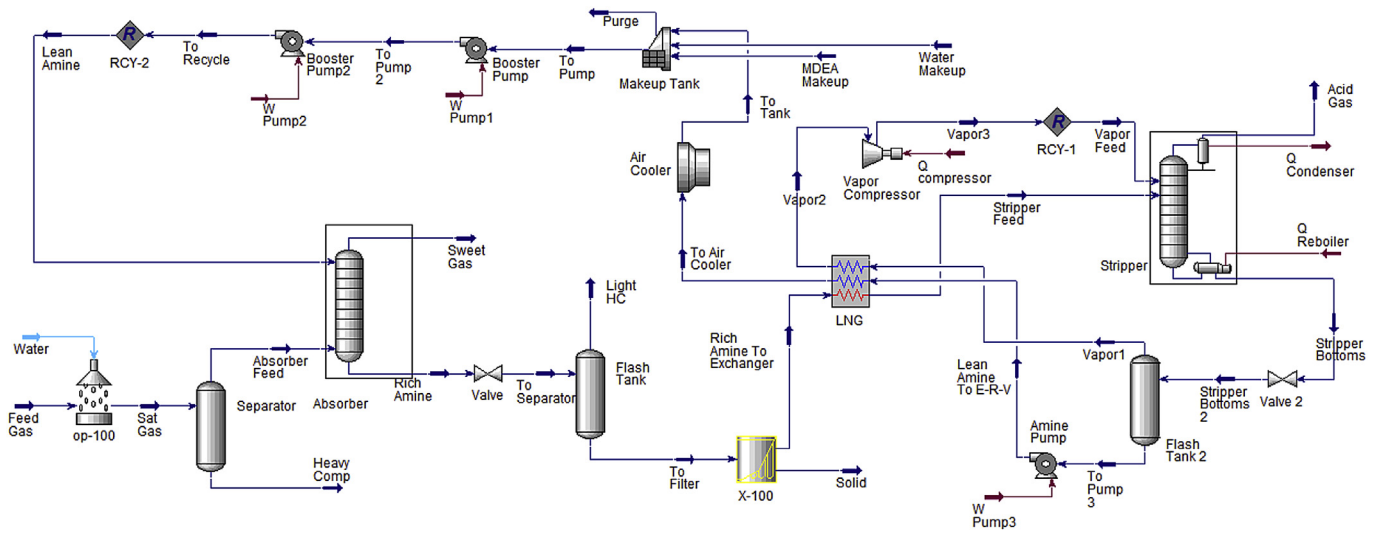 Purge
Lean
Amine
R
RCY-2
To
Recycle
Booster
Pump2
W
Pump2
To
Pump
2
Booster
Pump
W
Pump1
To
Pump
Makeup Tank
MDEA
Makeup
Water
Makeup
To
Tank
Air
Cooler
Vapor2
Vapor
Compressor
Vapor3
Q
compressor
R
RCY-1
Vapor
Feed
Acid
Gas
Q
Condenser
Q
Reboiler
Stripper
Stripper
Feed
To Air
Cooler
LNG
Sweet
Gas
Light
HC
Water
Feed
Gas
op-100
Sat
Gas
Absorber
Feed
Separator
Heavy
Comp
Absorber
Rich
Amine
Valve
To
Separator
Flash
Tank
To
Filter
X-100
Solid
Rich
Amine To
Exchanger
Lean
Amine
To E-R-V
Amine
Pump
W
Pump3
To
Pump
3
Vapor1
Flash
Tank 2
Stripper
Bottoms
2
Valve 2
Stripper
Bottoms